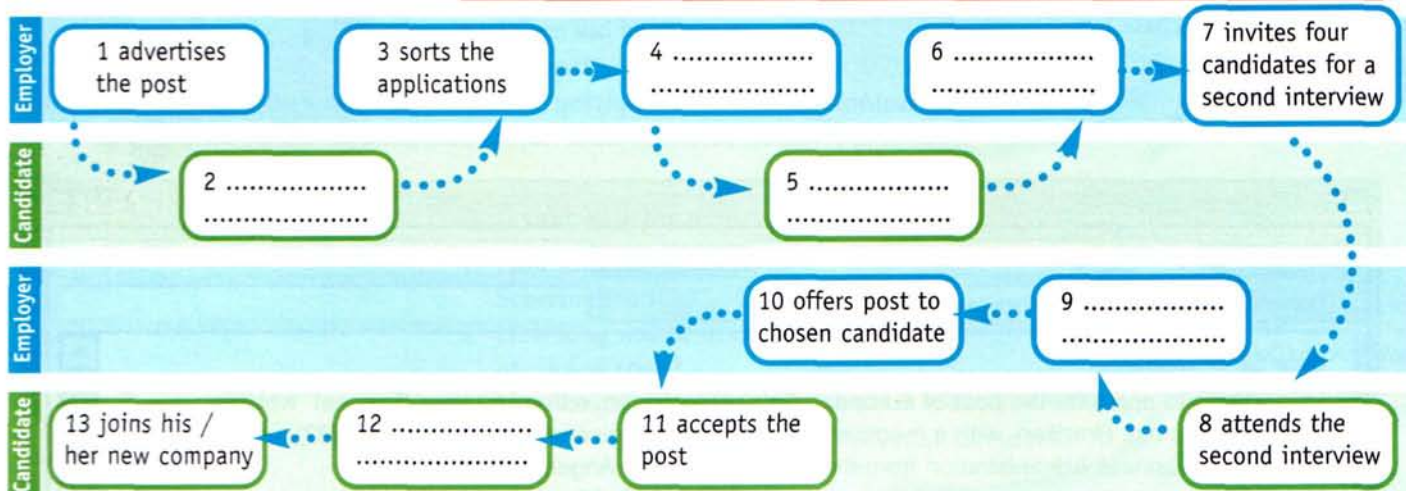 Employer
1 advertises
the post
3 sorts the
applications
4 .................
......................
6 .................
......................
7 invites four
candidates for a
second interview
Candidate
2 .................
......................
5 .................
......................
Employer
10 offers post to
chosen candidate
9 .................
......................
Candidate
13 joins his /
her new company
12 .................
......................
11 accepts the
post
8 attends the
second interview